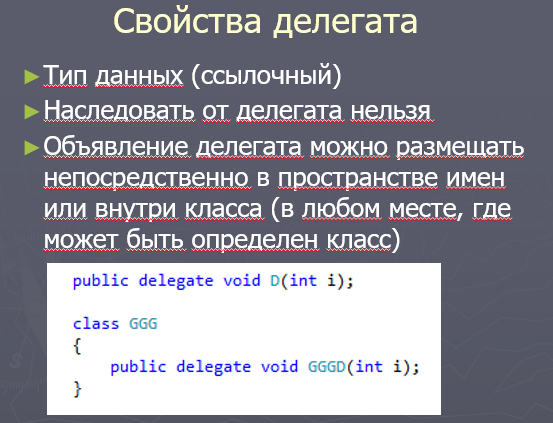 Свойства делегата
►Тип данных (ссылочный)
►Наследовать от делегата нельзя
►Объявление делегата можно размещать
непосредственно в пространстве имен
или внутри класса (в любом месте, где
может быть определен класс)
public delegate void D(int i);
class GGG
{
public delegate void GGGD(int i);
}